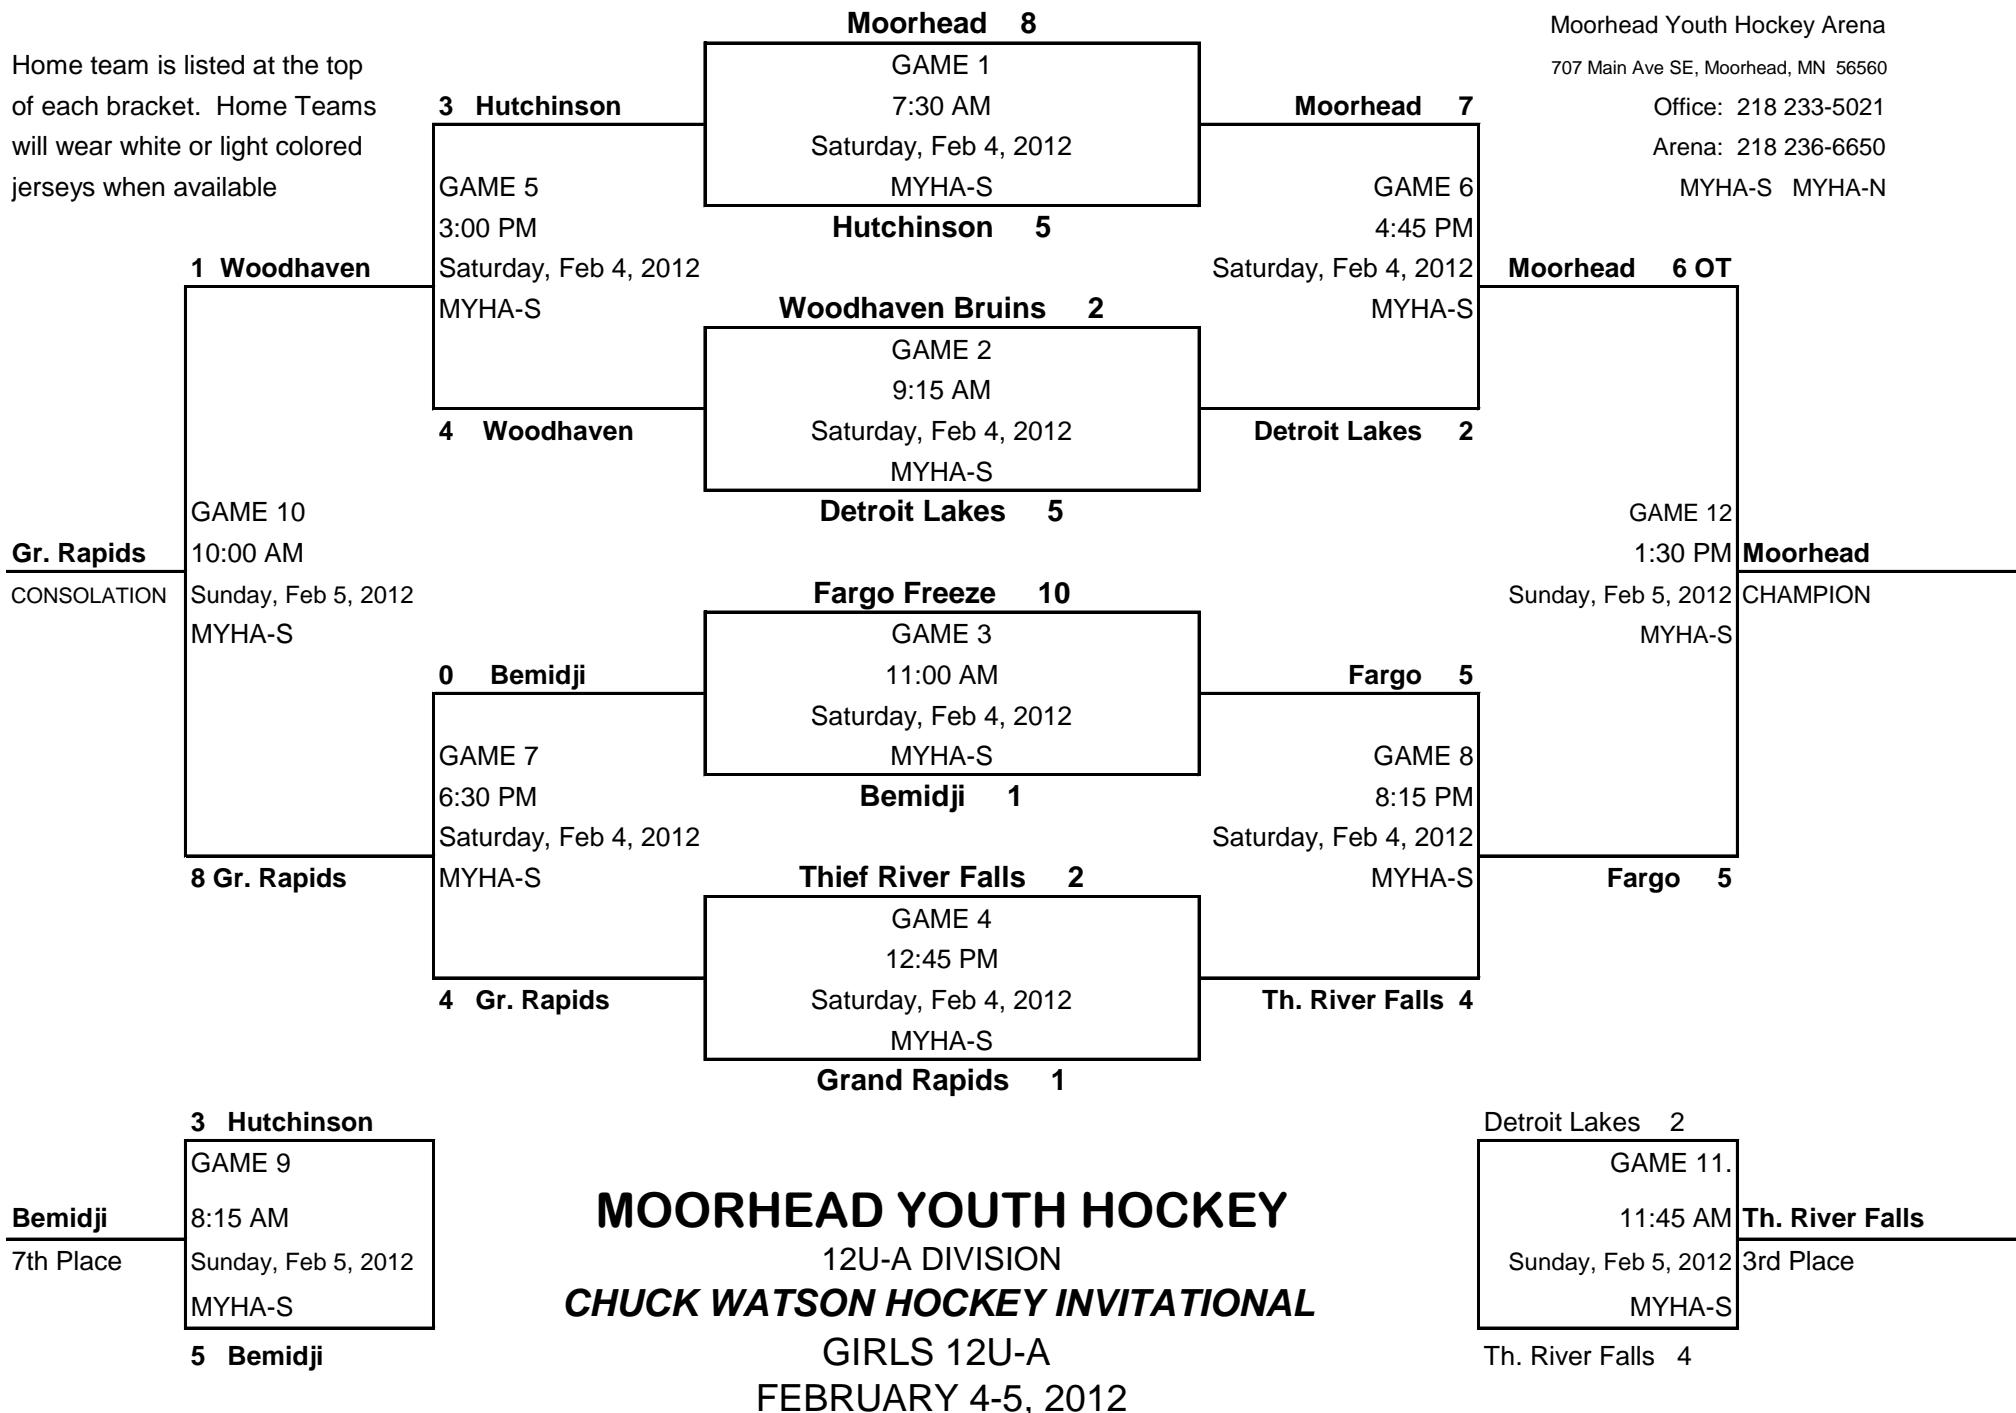 Moorhead 8
Moorhead Youth Hockey Arena
Home team is listed at the top
of each bracket. Home Teams
will wear white or light colored
jerseys when available
707 Main Ave SE, Moorhead, MN 56560
Office: 218 233-5021
Arena: 218 236-6650
MYHA-S MYHA-N
GAME 1
7:30 AM
Saturday, Feb 4, 2012
MYHA-S
Hutchinson 5
3 Hutchinson
GAME 5
3:00 PM
Saturday, Feb 4, 2012
MYHA-S
4 Woodhaven
Moorhead 7
GAME 6
4:45 PM
Saturday, Feb 4, 2012
MYHA-S
Detroit Lakes 2
Woodhaven Bruins 2
GAME 2
9:15 AM
Saturday, Feb 4, 2012
MYHA-S
Detroit Lakes 5
1 Woodhaven
GAME 10
10:00 AM
Sunday, Feb 5, 2012
MYHA-S
8 Gr. Rapids
Gr. Rapids
CONSOLATION
Moorhead 6 OT
GAME 12
1:30 PM
Sunday, Feb 5, 2012
MYHA-S
Fargo 5
Moorhead
CHAMPION
Fargo Freeze 10
GAME 3
11:00 AM
Saturday, Feb 4, 2012
MYHA-S
Bemidji 1
0 Bemidji
GAME 7
6:30 PM
Saturday, Feb 4, 2012
MYHA-S
4 Gr. Rapids
Fargo 5
GAME 8
8:15 PM
Saturday, Feb 4, 2012
MYHA-S
Th. River Falls 4
Thief River Falls 2
GAME 4
12:45 PM
Saturday, Feb 4, 2012
MYHA-S
Grand Rapids 1
3 Hutchinson
GAME 9
8:15 AM
Sunday, Feb 5, 2012
MYHA-S
5 Bemidji
Bemidji
7th Place
Detroit Lakes 2
GAME 11.
11:45 AM
Sunday, Feb 5, 2012
MYHA-S
Th. River Falls 4
Th. River Falls
3rd Place
MOORHEAD YOUTH HOCKEY
12U-A DIVISION
CHUCK WATSON HOCKEY INVITATIONAL
GIRLS 12U-A
FEBRUARY 4-5, 2012